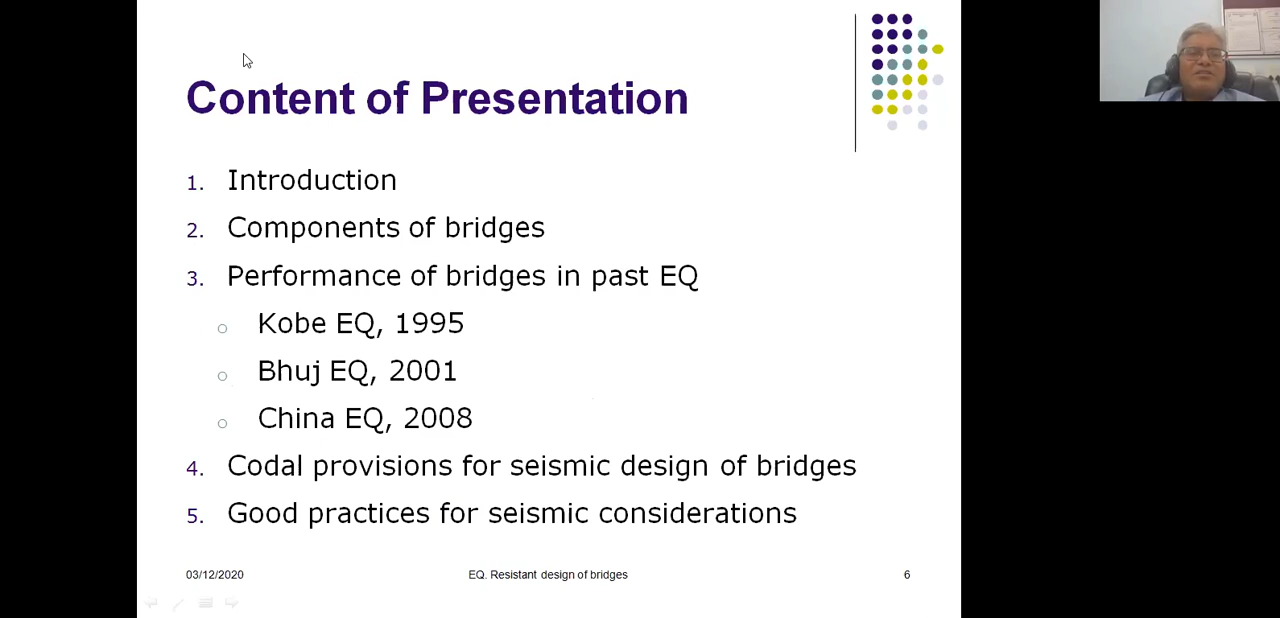 Content of Presentation
1. Introduction
2. Components of bridges
3. Performance of bridges in past EQ
○ Kobe EQ, 1995
○ Bhuj EQ, 2001
○ China EQ, 2008
4. Codal provisions for seismic design of bridges
5. Good practices for seismic considerations
03/12/2020 EQ. Resistant design of bridges 6